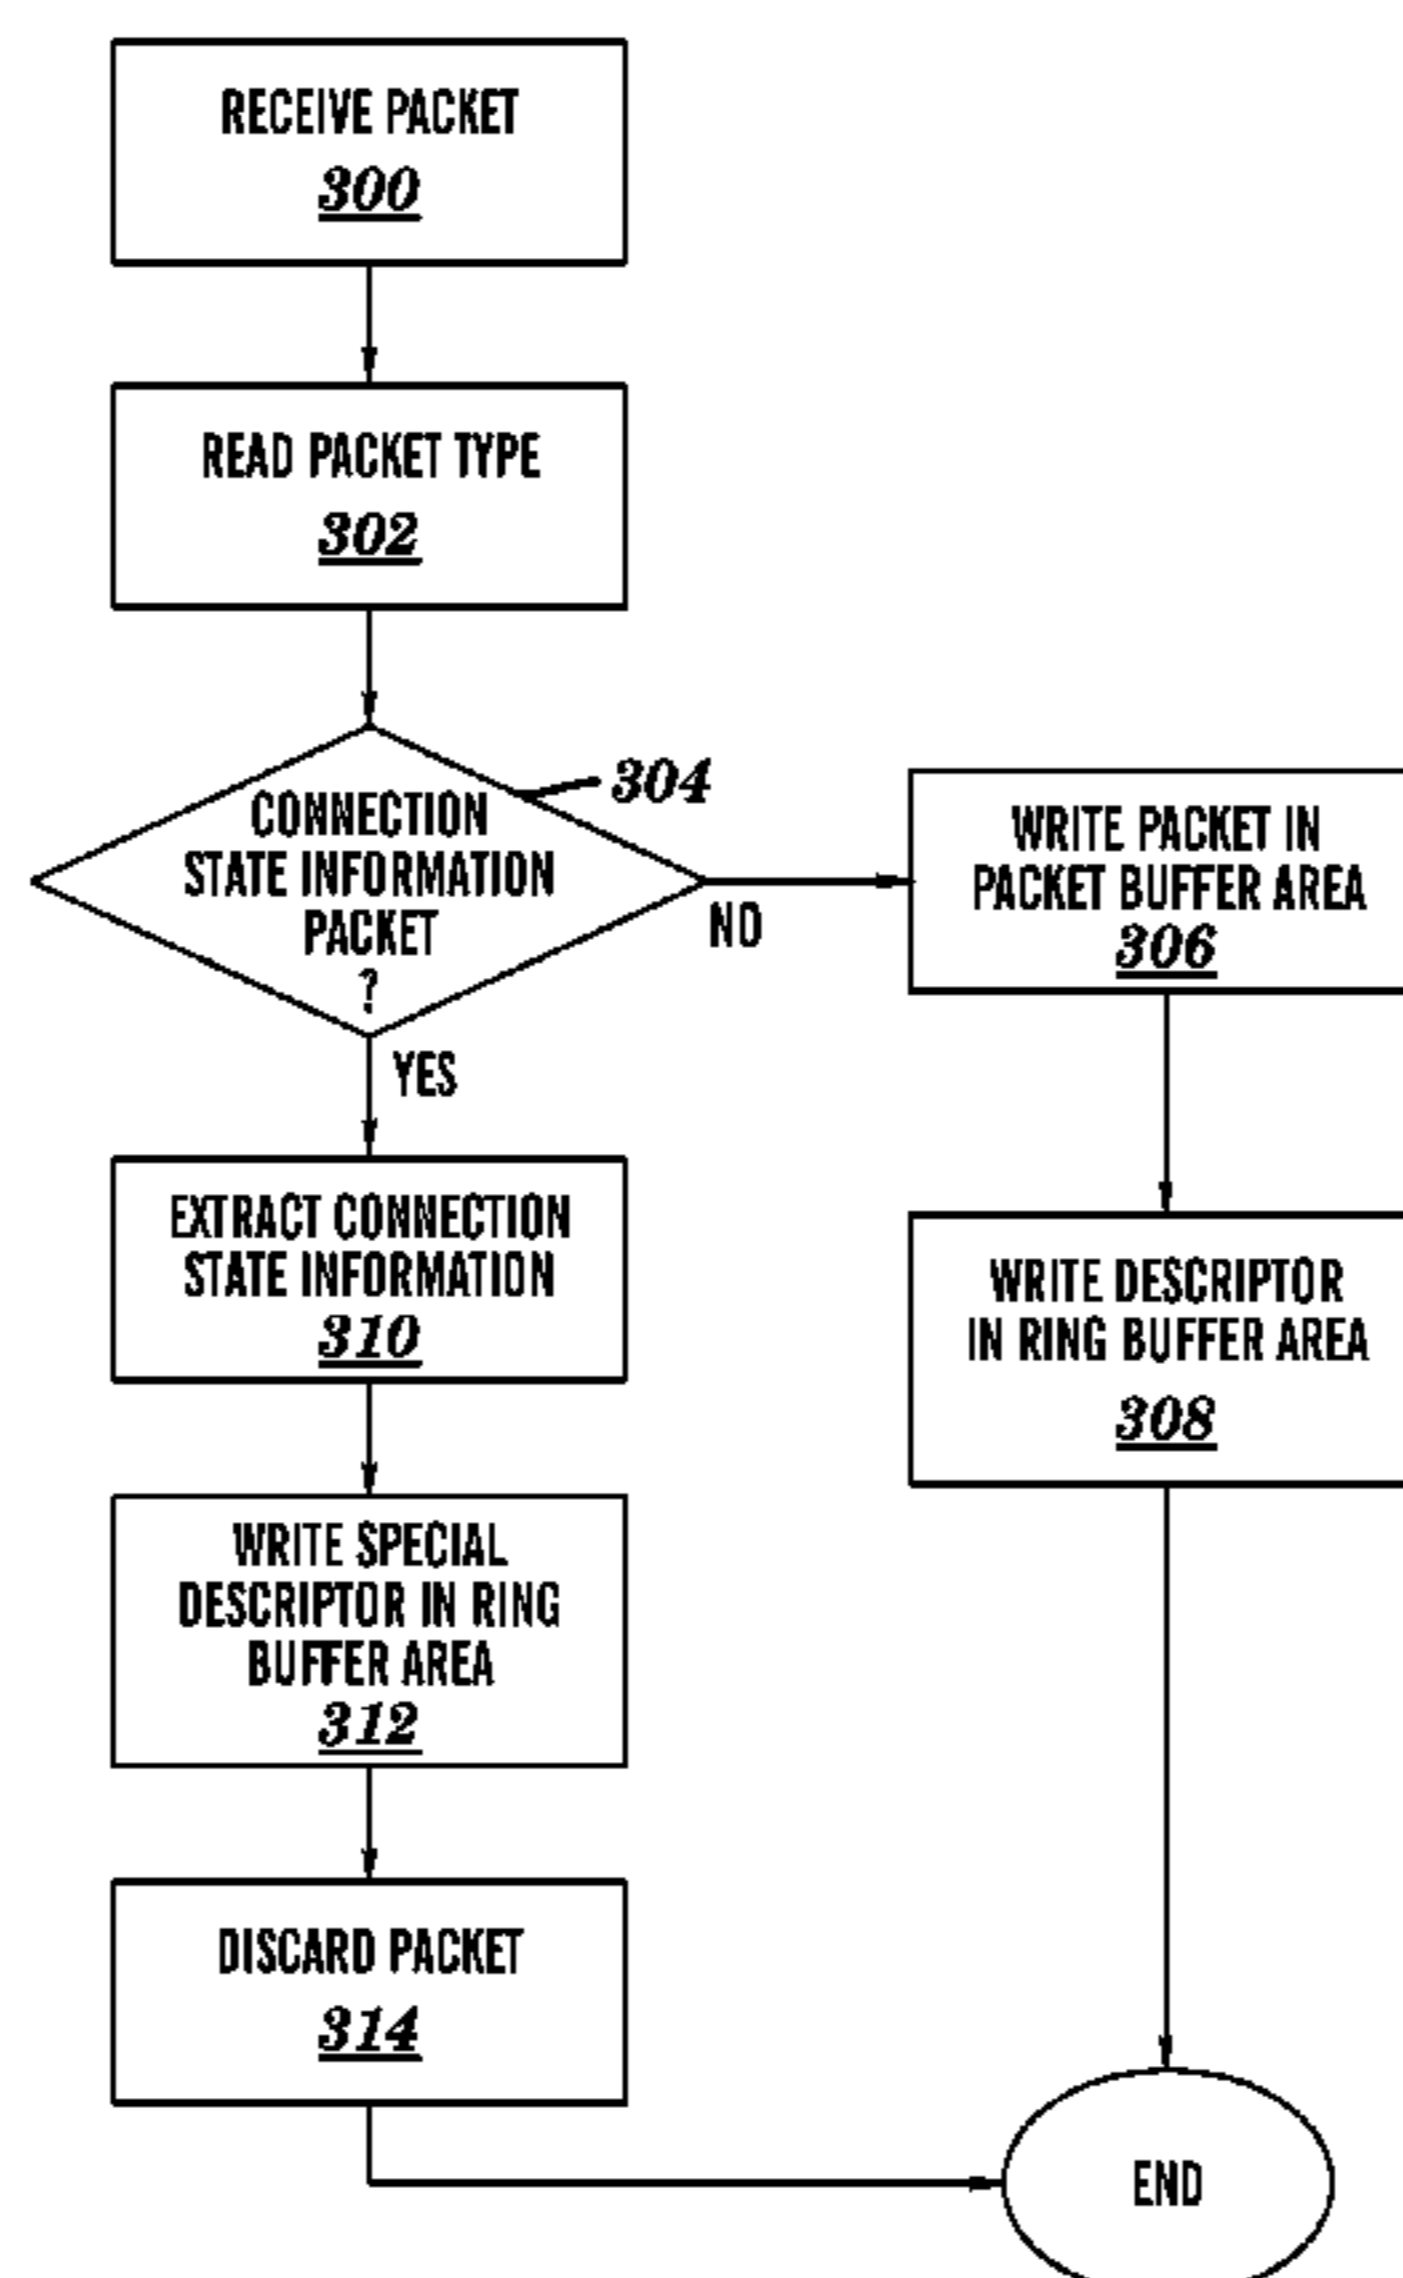 RECEIVE PACKET
300
READ PACKET TYPE
302
304
CONNECTION
STATE INFORMATION
PACKET
?
NO
YES
WRITE PACKET IN
PACKET BUFFER AREA
306
WRITE DESCRIPTOR
IN RING BUFFER AREA
308
EXTRACT CONNECTION
STATE INFORMATION
310
WRITE SPECIAL
DESCRIPTOR IN RING
BUFFER AREA
312
DISCARD PACKET
314
END